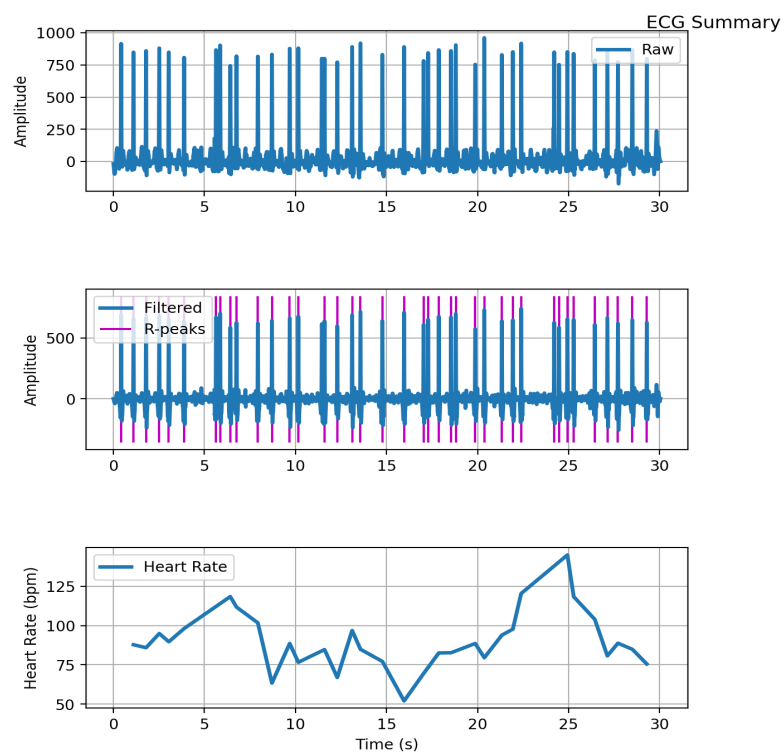 ECG Summary
1000
750
500
250
0
Amplitude
Raw
0 5 10 15 20 25 30
500
0
Amplitude
Filtered
R-peaks
0 5 10 15 20 25 30
125
100
75
50
Heart Rate (bpm)
Heart Rate
0 5 10 15 20 25 30
Time (s)